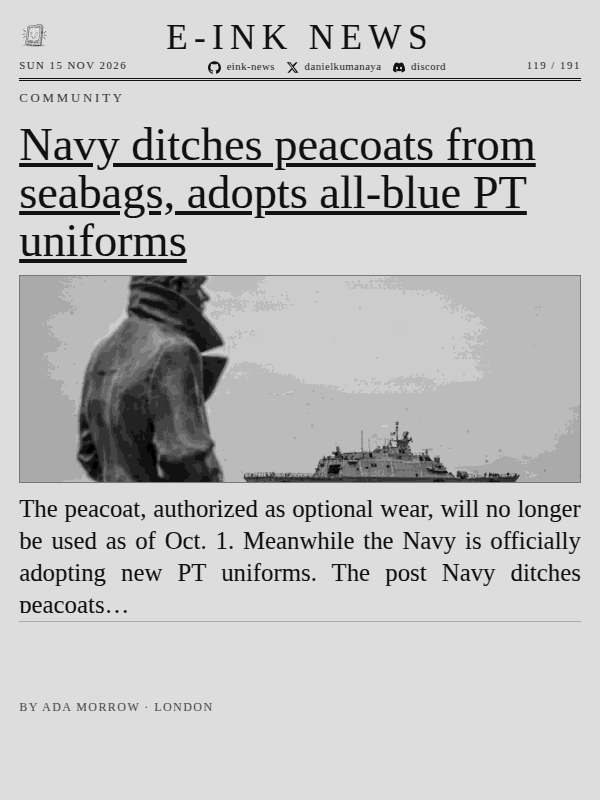 E-INK NEWS
SUN 15 NOV 2026
eink-news danielkumanaya discord
119 / 191
COMMUNITY
Navy ditches peacoats from
seabags, adopts all-blue PT
uniforms
The peacoat, authorized as optional wear, will no longer
be used as of Oct. 1. Meanwhile the Navy is officially
adopting new PT uniforms. The post Navy ditches
peacoats…
BY ADA MORROW · LONDON